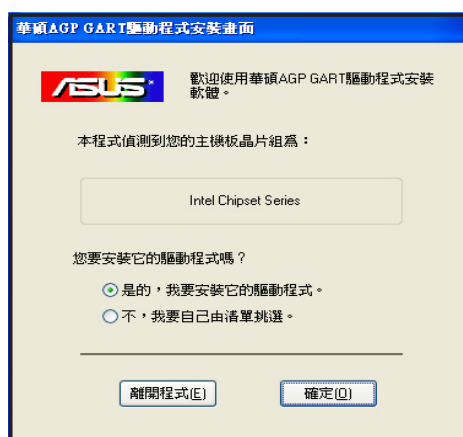 華碩AGP GART驅動程式安裝畫面
ASUS
歡迎使用華碩AGP GART驅動程式安裝
軟體。
本程式偵測到您的主機板晶片組為：
Intel Chipset Series
您要安裝它的驅動程式嗎？
是的，我要安裝它的驅動程式。
不，我要自己由清單挑選。
離開程式(E)
確定(O)